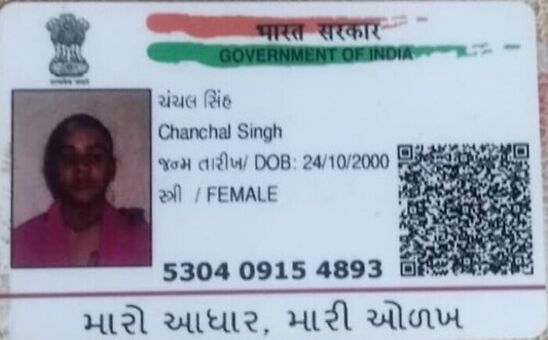 भारत सरकार
GOVERNMENT OF INDIA
ચંચલ સિંહ
Chanchal Singh
જન્મ તારીખ/ DOB: 24/10/2000
સ્ત્રી / FEMALE
5304 0915 4893
મારો આધાર, મારી ઓળખ